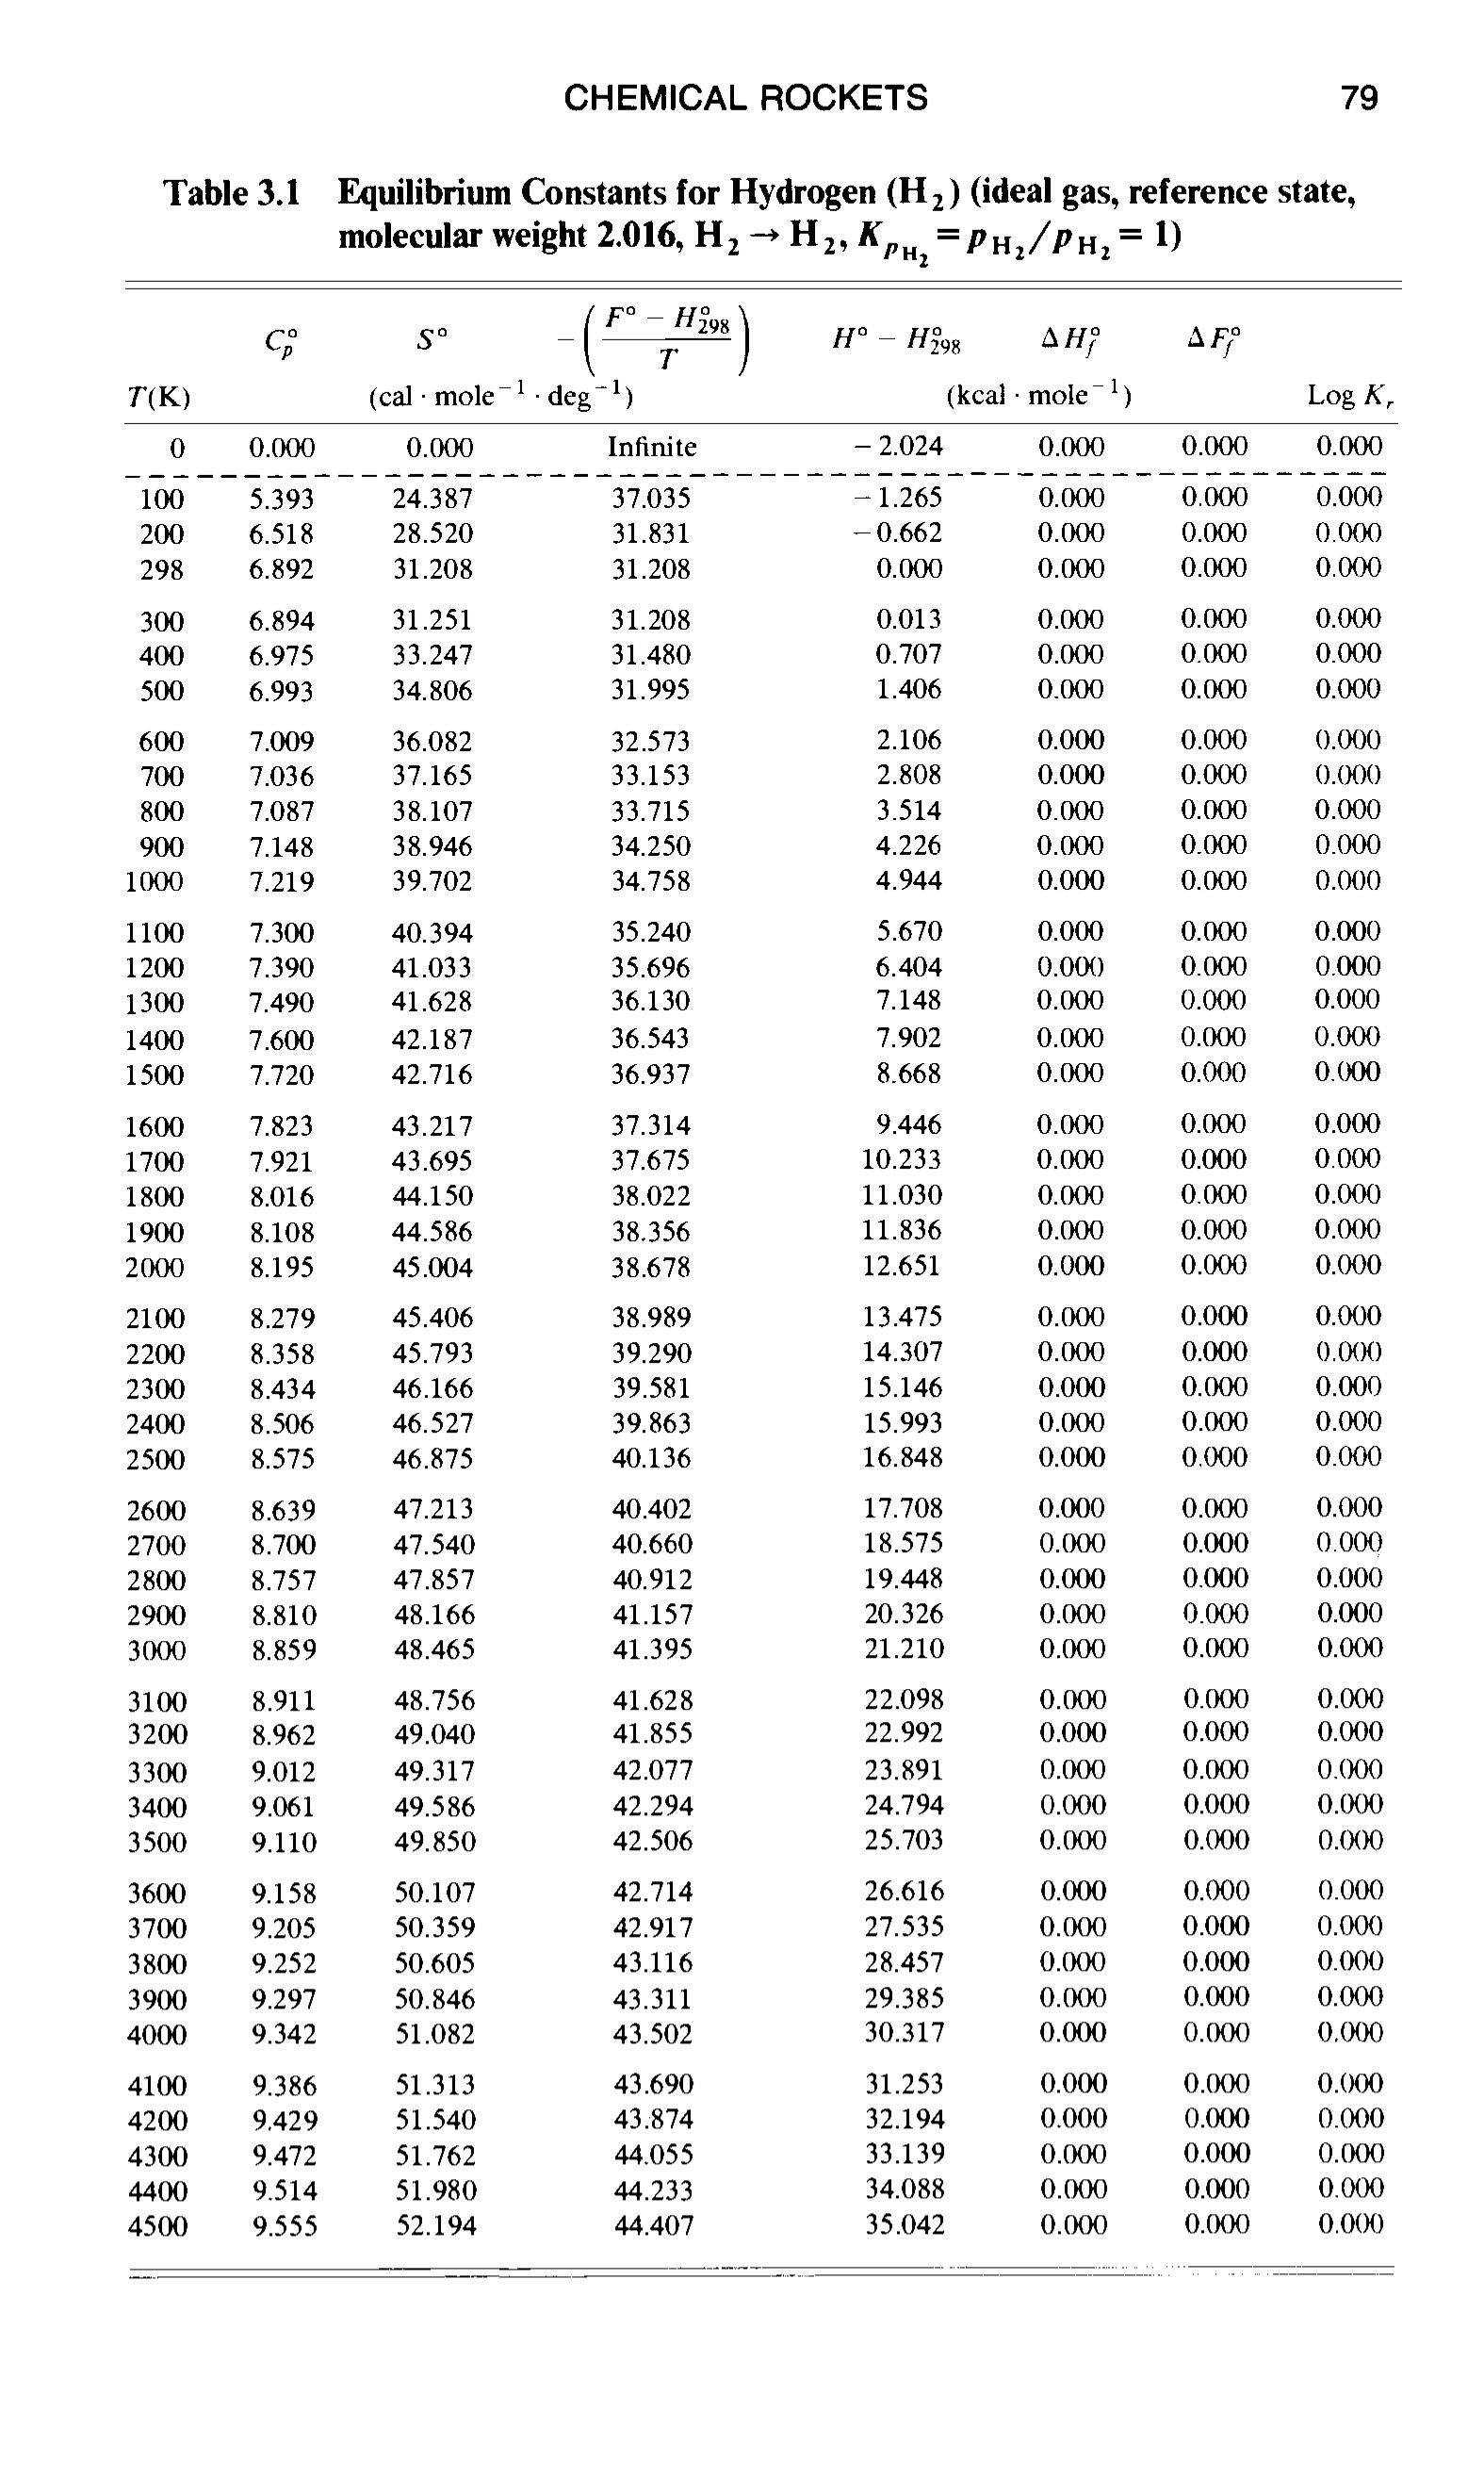 CHEMICAL ROCKETS 79
Table 3.1 Equilibrium Constants for Hydrogen (H₂) (ideal gas, reference state,
molecular weight 2.016, H₂ → H₂, K_pH₂ = p_H₂/p_H₂ = 1)
C°p S° −((F° − H°298)/T) H° − H°298 ΔH°f ΔF°f
T(K) (cal · mole⁻¹ · deg⁻¹) (kcal · mole⁻¹) Log Kr
0 0.000 0.000 Infinite − 2.024 0.000 0.000 0.000
100 5.393 24.387 37.035 − 1.265 0.000 0.000 0.000
200 6.518 28.520 31.831 − 0.662 0.000 0.000 0.000
298 6.892 31.208 31.208 0.000 0.000 0.000 0.000
300 6.894 31.251 31.208 0.013 0.000 0.000 0.000
400 6.975 33.247 31.480 0.707 0.000 0.000 0.000
500 6.993 34.806 31.995 1.406 0.000 0.000 0.000
600 7.009 36.082 32.573 2.106 0.000 0.000 0.000
700 7.036 37.165 33.153 2.808 0.000 0.000 0.000
800 7.087 38.107 33.715 3.514 0.000 0.000 0.000
900 7.148 38.946 34.250 4.226 0.000 0.000 0.000
1000 7.219 39.702 34.758 4.944 0.000 0.000 0.000
1100 7.300 40.394 35.240 5.670 0.000 0.000 0.000
1200 7.390 41.033 35.696 6.404 0.000 0.000 0.000
1300 7.490 41.628 36.130 7.148 0.000 0.000 0.000
1400 7.600 42.187 36.543 7.902 0.000 0.000 0.000
1500 7.720 42.716 36.937 8.668 0.000 0.000 0.000
1600 7.823 43.217 37.314 9.446 0.000 0.000 0.000
1700 7.921 43.695 37.675 10.233 0.000 0.000 0.000
1800 8.016 44.150 38.022 11.030 0.000 0.000 0.000
1900 8.108 44.586 38.356 11.836 0.000 0.000 0.000
2000 8.195 45.004 38.678 12.651 0.000 0.000 0.000
2100 8.279 45.406 38.989 13.475 0.000 0.000 0.000
2200 8.358 45.793 39.290 14.307 0.000 0.000 0.000
2300 8.434 46.166 39.581 15.146 0.000 0.000 0.000
2400 8.506 46.527 39.863 15.993 0.000 0.000 0.000
2500 8.575 46.875 40.136 16.848 0.000 0.000 0.000
2600 8.639 47.213 40.402 17.708 0.000 0.000 0.000
2700 8.700 47.540 40.660 18.575 0.000 0.000 0.000
2800 8.757 47.857 40.912 19.448 0.000 0.000 0.000
2900 8.810 48.166 41.157 20.326 0.000 0.000 0.000
3000 8.859 48.465 41.395 21.210 0.000 0.000 0.000
3100 8.911 48.756 41.628 22.098 0.000 0.000 0.000
3200 8.962 49.040 41.855 22.992 0.000 0.000 0.000
3300 9.012 49.317 42.077 23.891 0.000 0.000 0.000
3400 9.061 49.586 42.294 24.794 0.000 0.000 0.000
3500 9.110 49.850 42.506 25.703 0.000 0.000 0.000
3600 9.158 50.107 42.714 26.616 0.000 0.000 0.000
3700 9.205 50.359 42.917 27.535 0.000 0.000 0.000
3800 9.252 50.605 43.116 28.457 0.000 0.000 0.000
3900 9.297 50.846 43.311 29.385 0.000 0.000 0.000
4000 9.342 51.082 43.502 30.317 0.000 0.000 0.000
4100 9.386 51.313 43.690 31.253 0.000 0.000 0.000
4200 9.429 51.540 43.874 32.194 0.000 0.000 0.000
4300 9.472 51.762 44.055 33.139 0.000 0.000 0.000
4400 9.514 51.980 44.233 34.088 0.000 0.000 0.000
4500 9.555 52.194 44.407 35.042 0.000 0.000 0.000